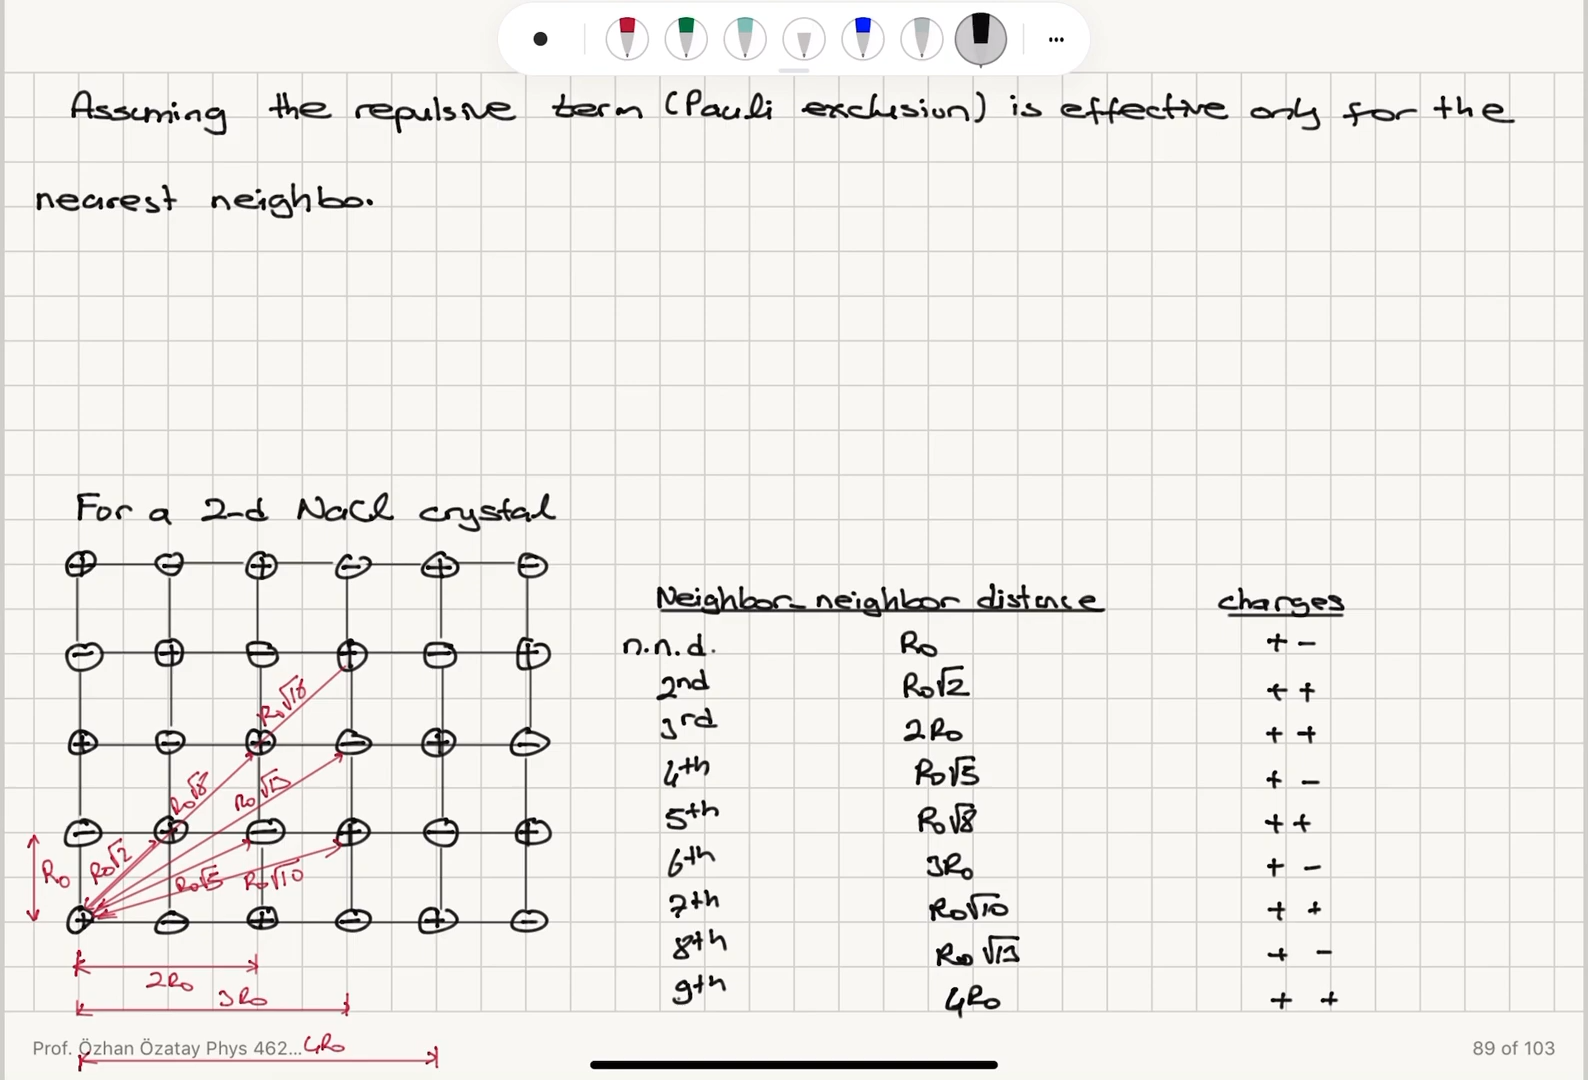 Assuming the repulsive term (Pauli exclusion) is effective only for the
nearest neighbo.
For a 2-d NaCl crystal
+ - + - + -
- + - + - +
+ - + - + -
- + - + - +
+ - + - + -
R₀√18
R₀√8
R₀√13
R₀
R₀√2
R₀√5
R₀√10
2R₀
3R₀
4R₀
Neighbor-neighbor distance charges
n.n.d. R₀ + -
2nd R₀√2 + +
3rd 2R₀ + +
4th R₀√5 + -
5th R₀√8 + +
6th 3R₀ + -
7th R₀√10 + +
8th R₀√13 + -
9th 4R₀ + +
Prof. Özhan Özatay Phys 462...
89 of 103